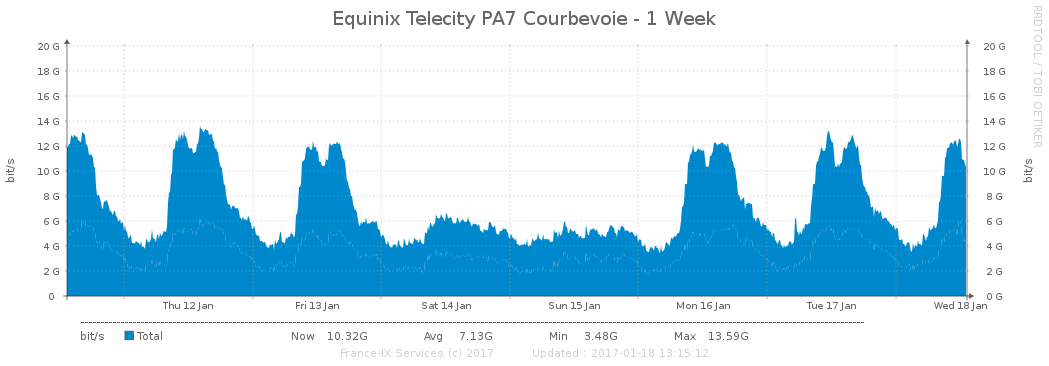 Equinix Telecity PA7 Courbevoie - 1 Week
RRDTOOL / TOBI OETIKER
20 G 20 G
18 G 18 G
16 G 16 G
14 G 14 G
12 G 12 G
10 G 10 G
8 G 8 G
6 G 6 G
4 G 4 G
2 G 2 G
0 0 G
bit/s bit/s
Thu 12 Jan Fri 13 Jan Sat 14 Jan Sun 15 Jan Mon 16 Jan Tue 17 Jan Wed 18 Jan
bit/s Total Now 10.32G Avg 7.13G Min 3.48G Max 13.59G
France-IX Services (c) 2017 Updated : 2017-01-18 13:15:12